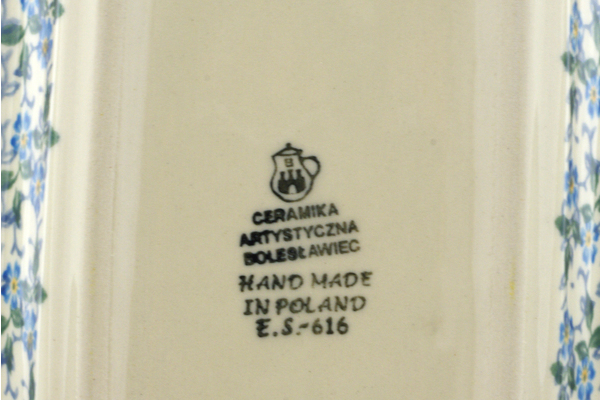 B
CERAMIKA
ARTYSTYCZNA
BOLESŁAWIEC
HAND MADE
IN POLAND
E.S.-616